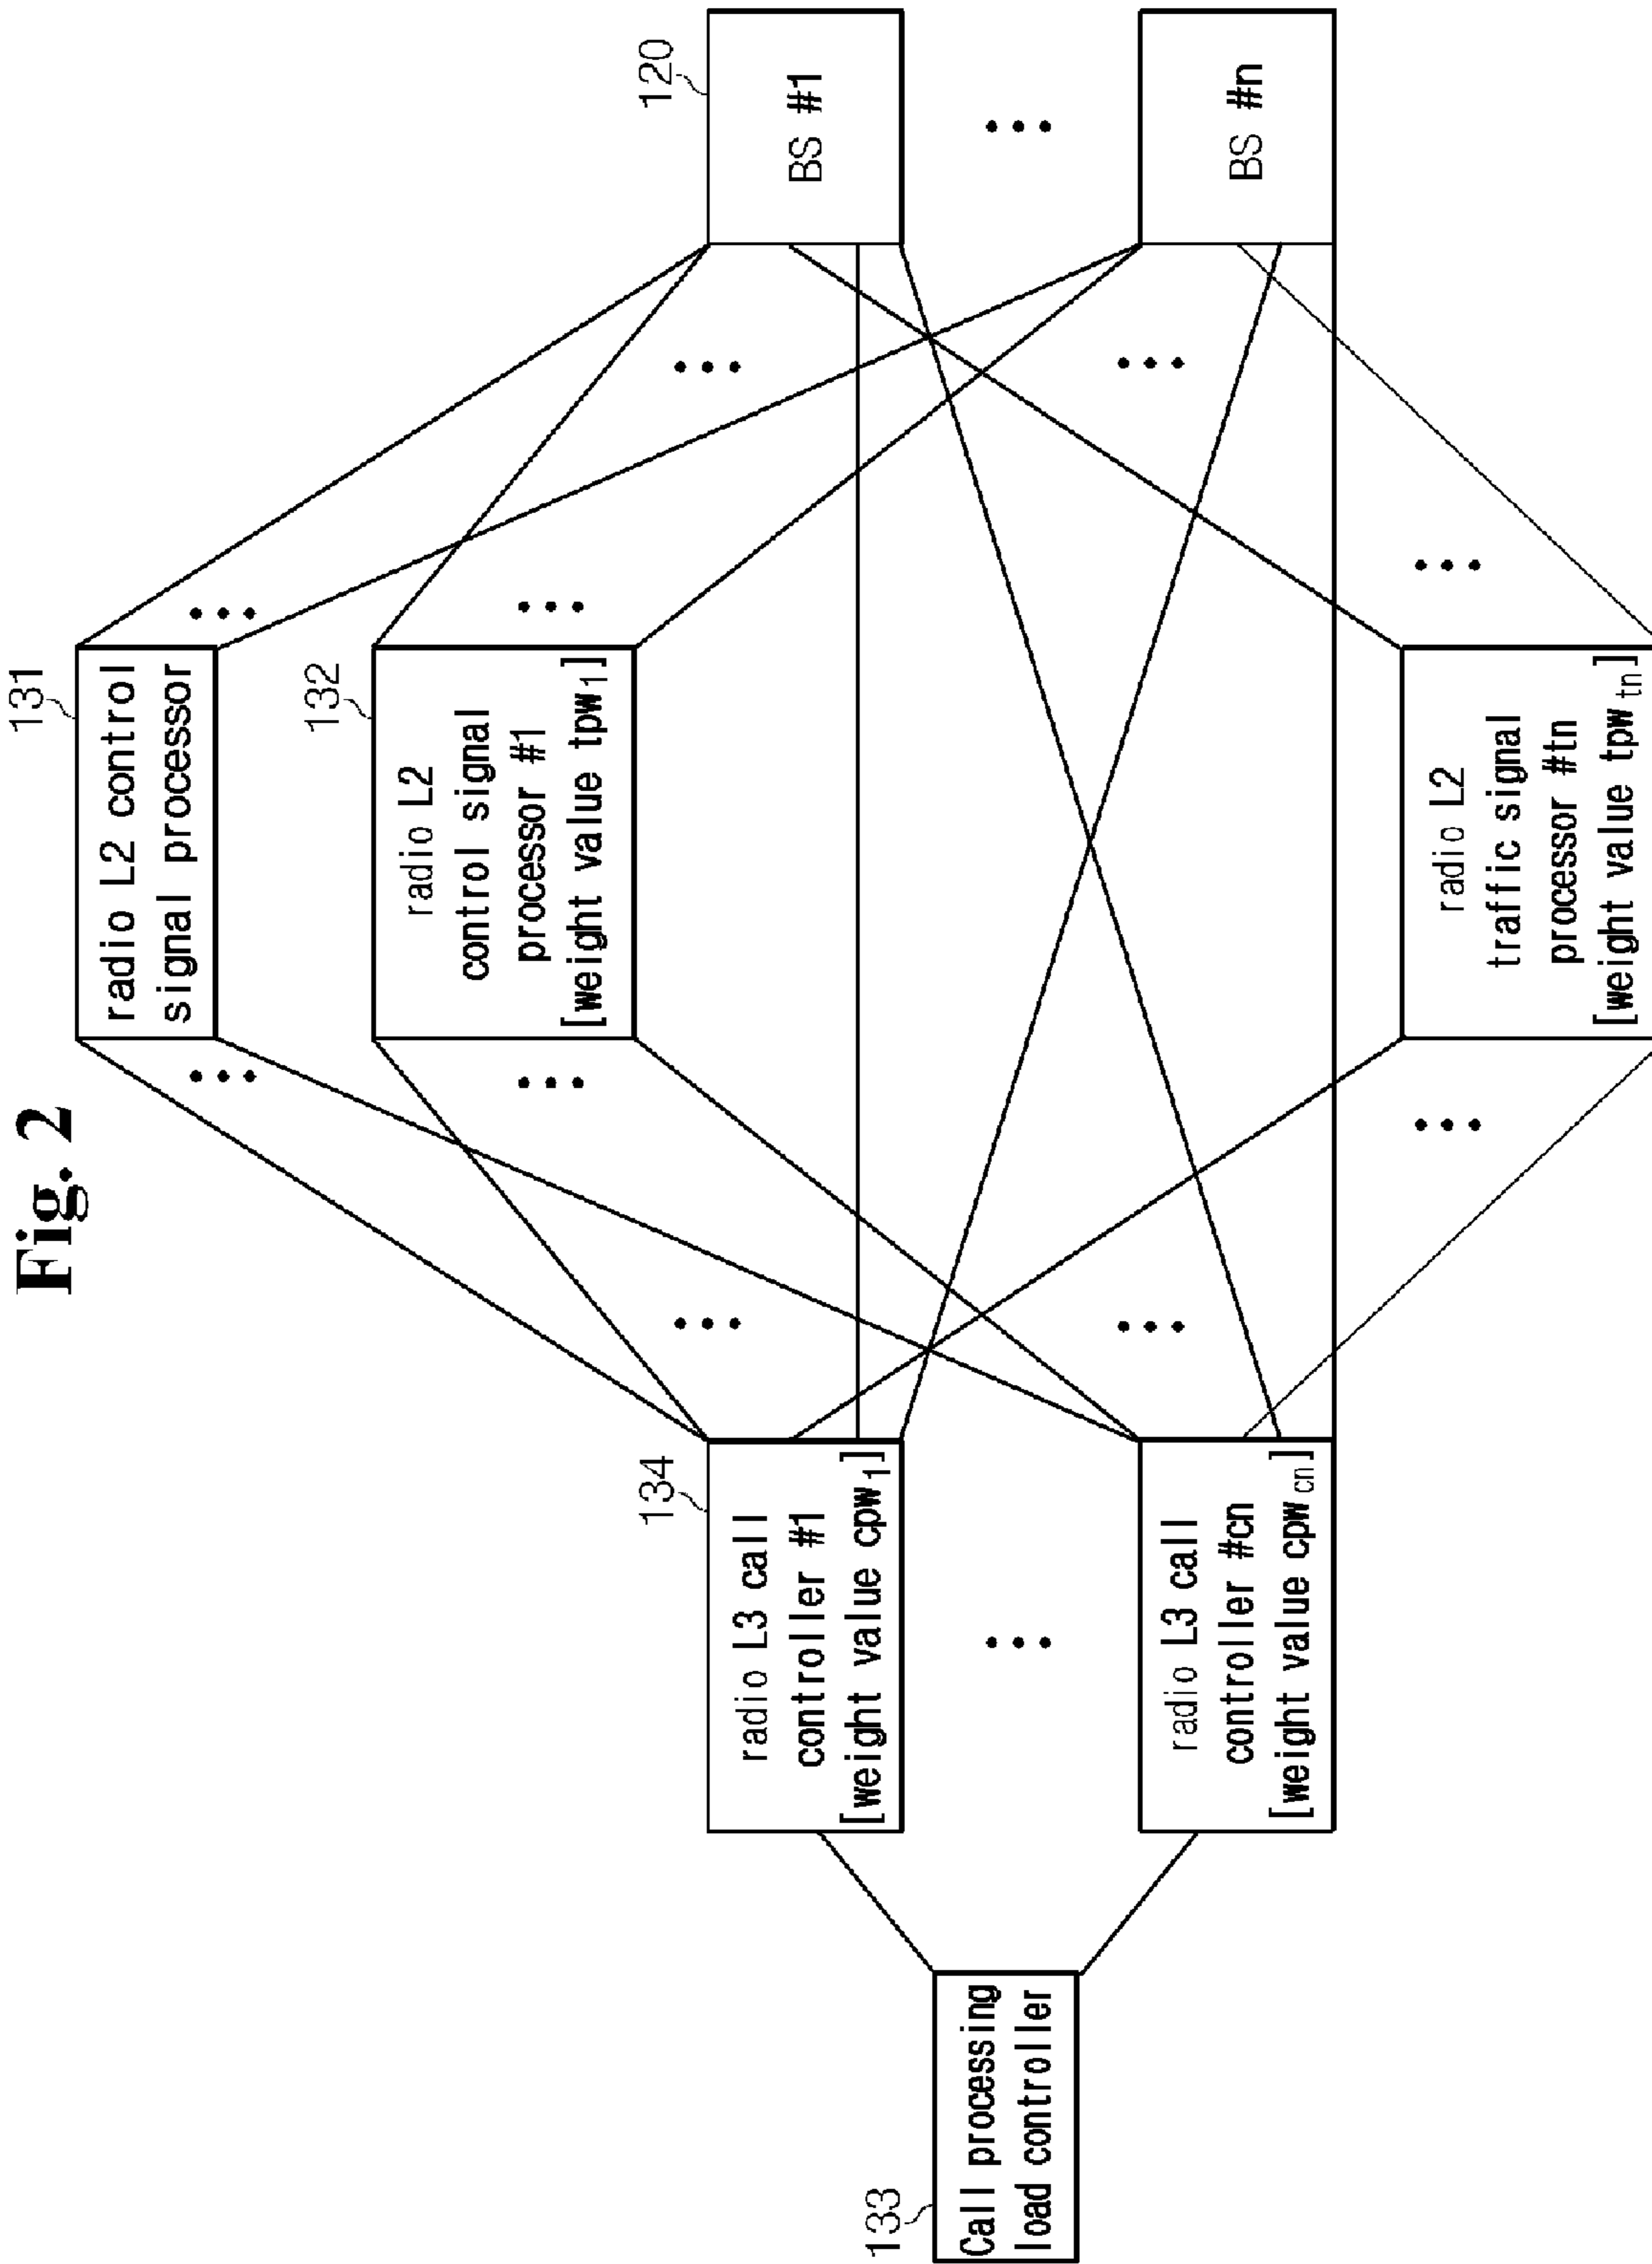 Fig. 2
131
radio L2 control
signal processor
132
radio L2
control signal
processor #1
[weight value tpw1]
133
Call processing
load controller
134
radio L3 call
controller #1
[weight value cpw1]
120
BS #1
radio L3 call
controller #cn
[weight value cpwcn]
BS #n
radio L2
traffic signal
processor #tn
[weight value tpwtn]